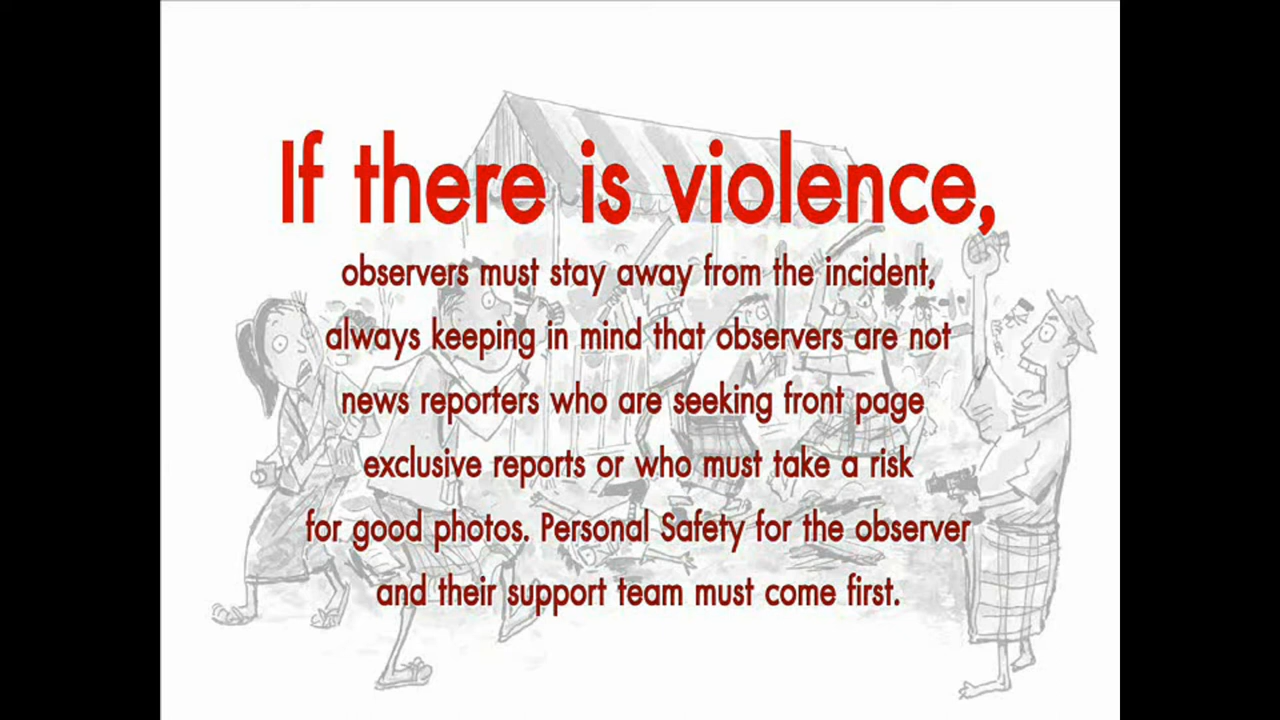 If there is violence,
observers must stay away from the incident,
always keeping in mind that observers are not
news reporters who are seeking front page
exclusive reports or who must take a risk
for good photos. Personal Safety for the observer
and their support team must come first.